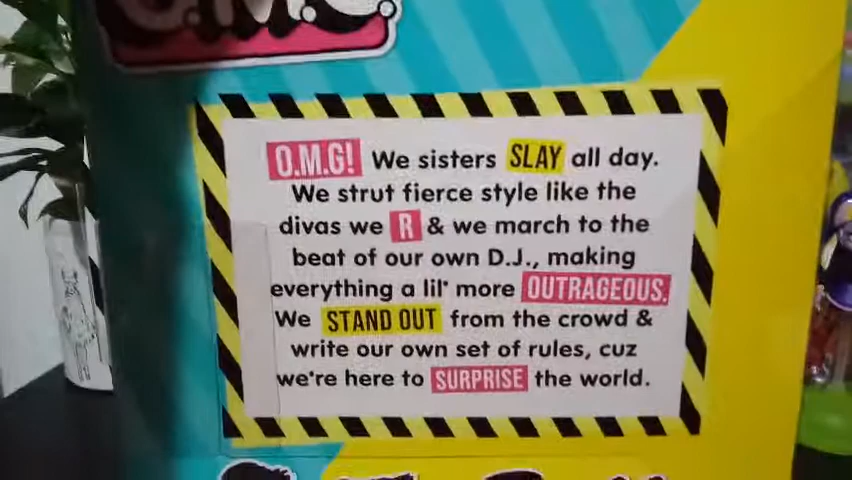 O.M.G.
O.M.G! We sisters SLAY all day.
We strut fierce style like the
divas we R & we march to the
beat of our own D.J., making
everything a lil' more OUTRAGEOUS.
We STAND OUT from the crowd &
write our own set of rules, cuz
we're here to SURPRISE the world.